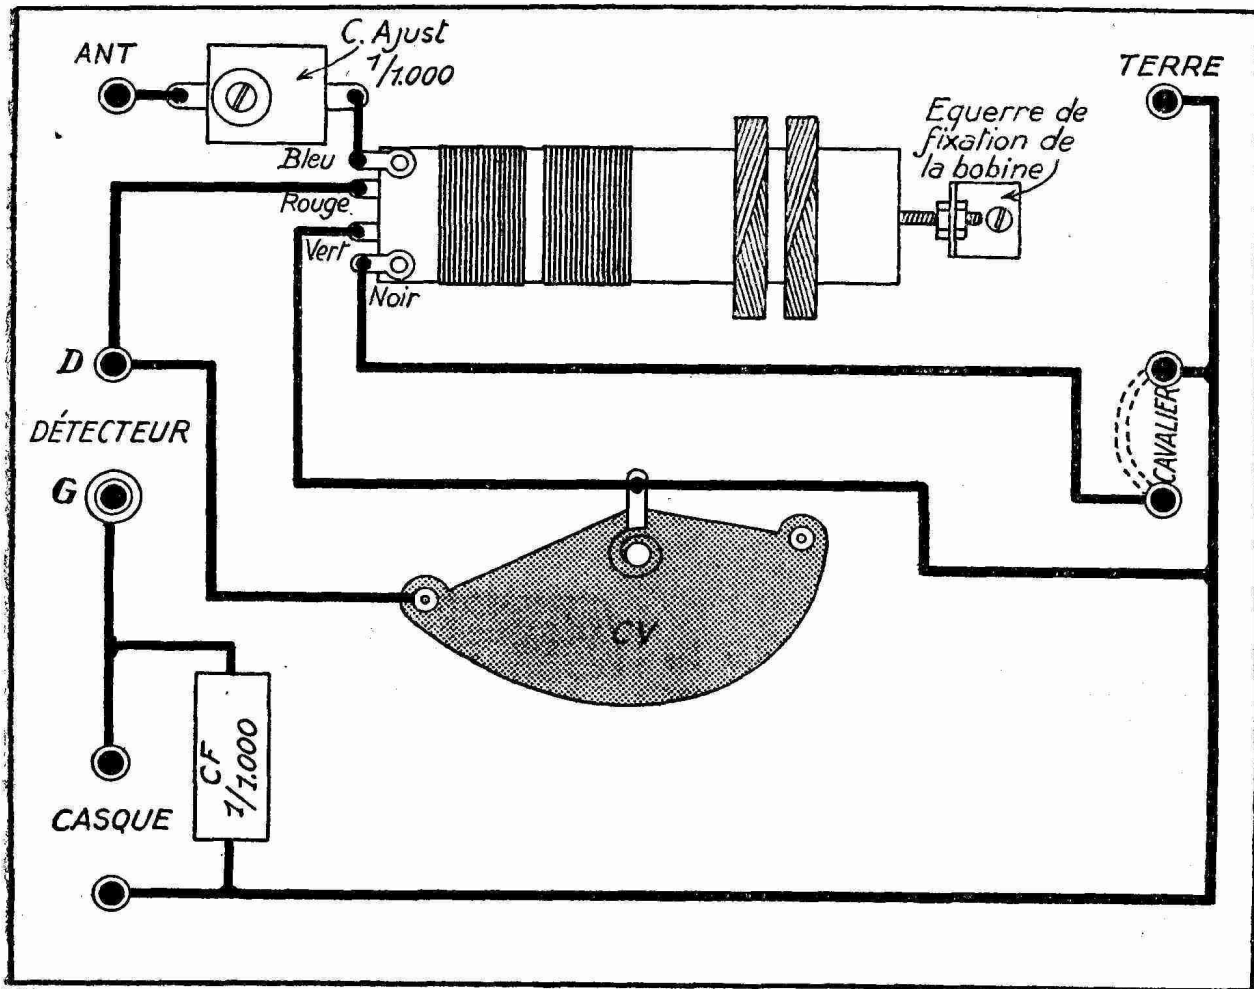 ANT
C. Ajust
1/1.000
TERRE
Equerre de
fixation de
la bobine
Bleu
Rouge
Vert
Noir
D
DÉTECTEUR
G
CAVALIER
CV
CF
1/1.000
CASQUE